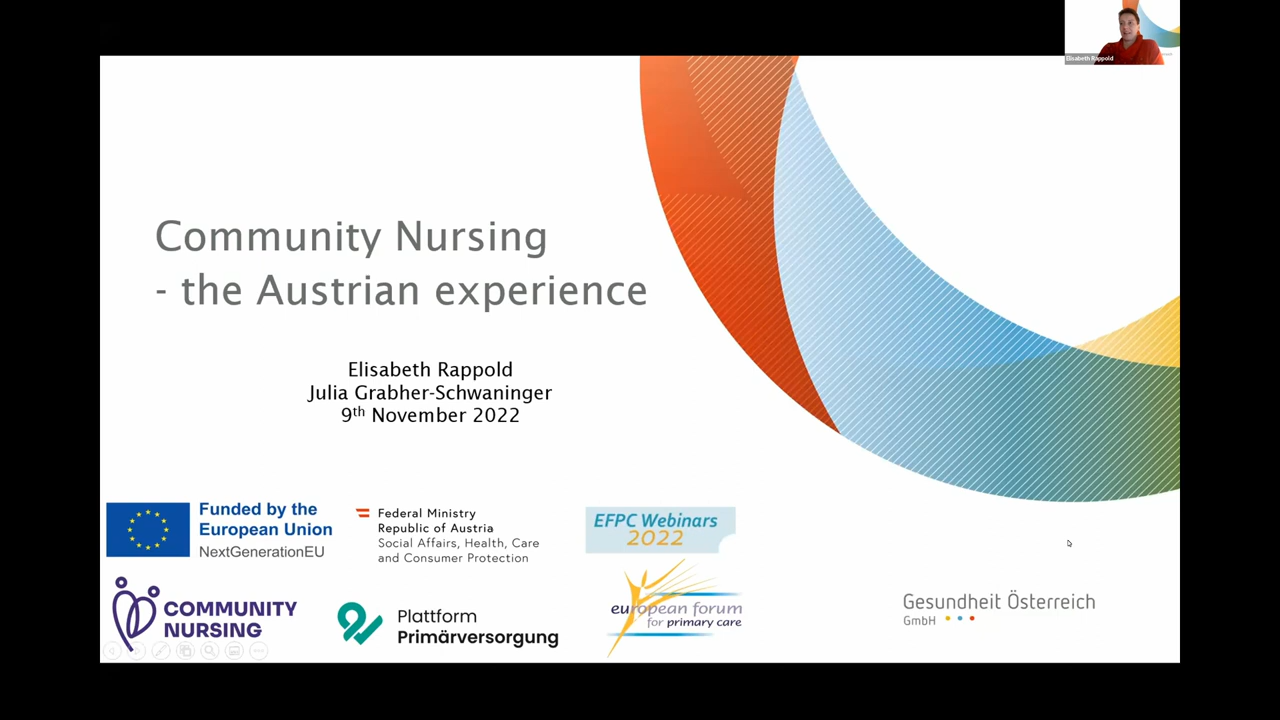 Elisabeth Rappold
Community Nursing
- the Austrian experience
Elisabeth Rappold
Julia Grabher-Schwaninger
9th November 2022
Funded by the
European Union
NextGenerationEU
Federal Ministry
Republic of Austria
Social Affairs, Health, Care
and Consumer Protection
EFPC Webinars
2022
COMMUNITY
NURSING
Plattform
Primärversorgung
european forum
for primary care
Gesundheit Österreich
GmbH